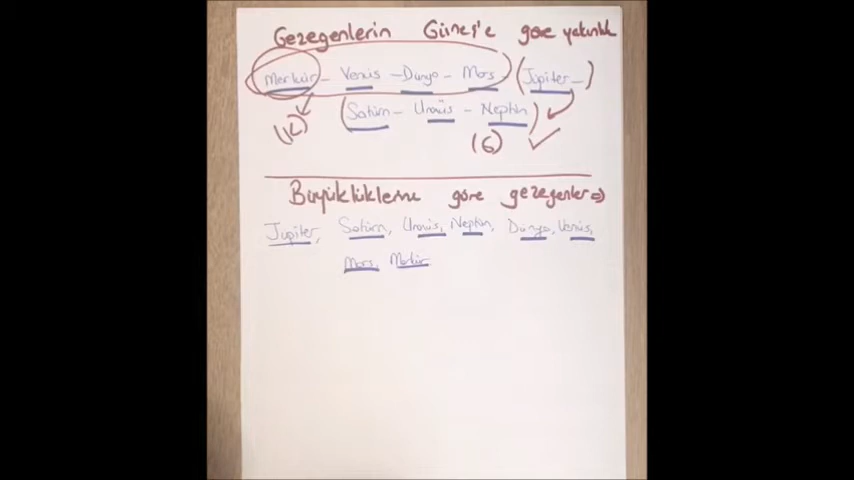 Gezegenlerin Güneş'e göre yakınlık
Merkür - Venüs - Dünya - Mars (Jüpiter -)
(Satürn - Uranüs - Neptün)
(İÇ) (6)
Büyüklüklerine göre gezegenler ⇒
Jüpiter, Satürn, Uranüs, Neptün, Dünya, Venüs,
Mars, Merkür